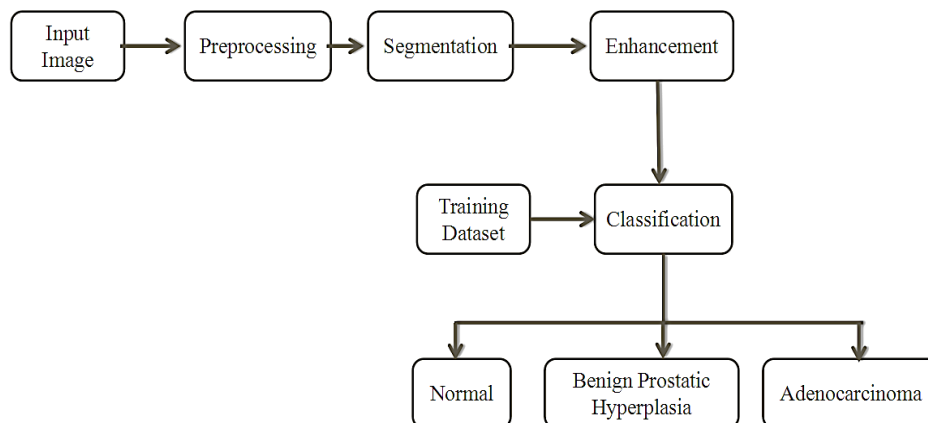 Input
Image
Preprocessing
Segmentation
Enhancement
Training
Dataset
Classification
Normal
Benign Prostatic
Hyperplasia
Adenocarcinoma